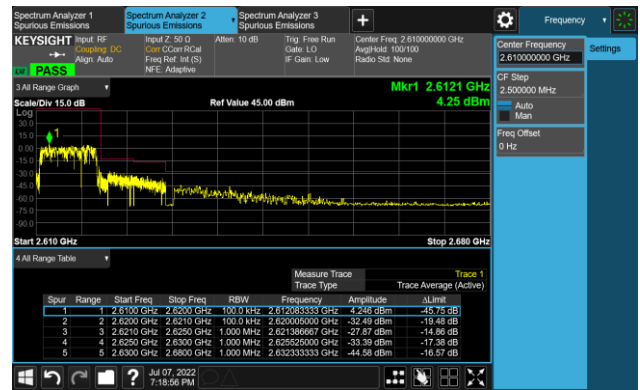 Spectrum Analyzer 1
Spurious Emissions
Spectrum Analyzer 2
Spurious Emissions
Spectrum Analyzer 3
Spurious Emissions
+
Frequency
KEYSIGHT
Input: RF
Coupling: DC
Align: Auto
Input Z: 50 Ω
Corr CCorr RCal
Freq Ref: Int (S)
NFE: Adaptive
Atten: 10 dB
Trig: Free Run
Gate: LO
IF Gain: Low
Center Freq: 2.610000000 GHz
Avg|Hold: 100/100
Radio Std: None
LW PASS
Center Frequency
2.610000000 GHz
Settings
CF Step
2.500000 MHz
Auto
Man
Freq Offset
0 Hz
3 All Range Graph
Mkr1 2.6121 GHz
4.25 dBm
Scale/Div 15.0 dB
Ref Value 45.00 dBm
Log
30.0
15.0
0.00
-15.0
-30.0
-45.0
-60.0
-75.0
-90.0
1
Start 2.610 GHz
Stop 2.680 GHz
4 All Range Table
Measure Trace Trace 1
Trace Type Trace Average (Active)
Spur Range Start Freq Stop Freq RBW Frequency Amplitude ΔLimit
1 1 2.6100 GHz 2.6200 GHz 100.0 kHz 2.612083333 GHz 4.246 dBm -45.75 dB
2 2 2.6200 GHz 2.6210 GHz 100.0 kHz 2.620005000 GHz -32.49 dBm -19.48 dB
3 3 2.6210 GHz 2.6250 GHz 1.000 MHz 2.621386667 GHz -27.87 dBm -14.86 dB
4 4 2.6250 GHz 2.6300 GHz 1.000 MHz 2.625525000 GHz -33.39 dBm -17.38 dB
5 5 2.6300 GHz 2.6800 GHz 1.000 MHz 2.632333333 GHz -44.58 dBm -16.57 dB
?
Jul 07, 2022
7:18:56 PM